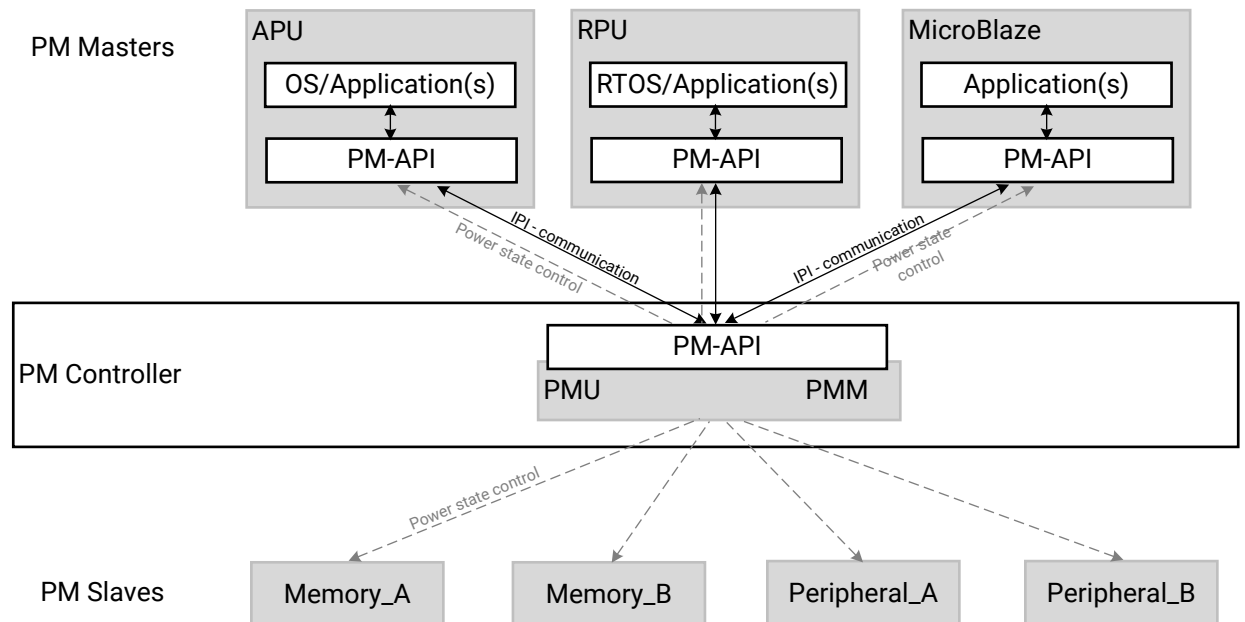 PM Masters
APU
RPU
MicroBlaze
OS/Application(s)
RTOS/Application(s)
Application(s)
PM-API
PM-API
PM-API
IPI - communication
Power state control
IPI - communication
Power state
control
PM Controller
PM-API
PMU
PMM
Power state control
PM Slaves
Memory_A
Memory_B
Peripheral_A
Peripheral_B